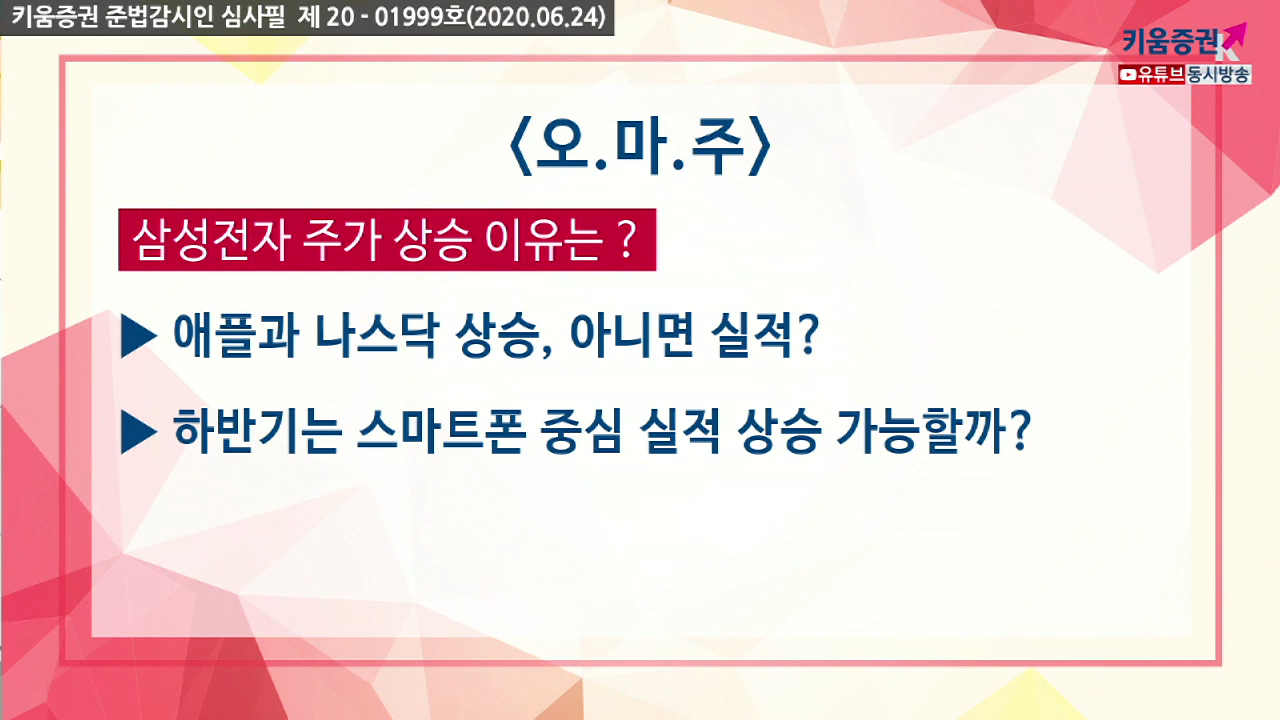 키움증권 준법감시인 심사필 제 20 - 01999호(2020.06.24)
키움증권
유튜브동시방송
<오.마.주>
삼성전자 주가 상승 이유는 ?
▶ 애플과 나스닥 상승, 아니면 실적?
▶ 하반기는 스마트폰 중심 실적 상승 가능할까?